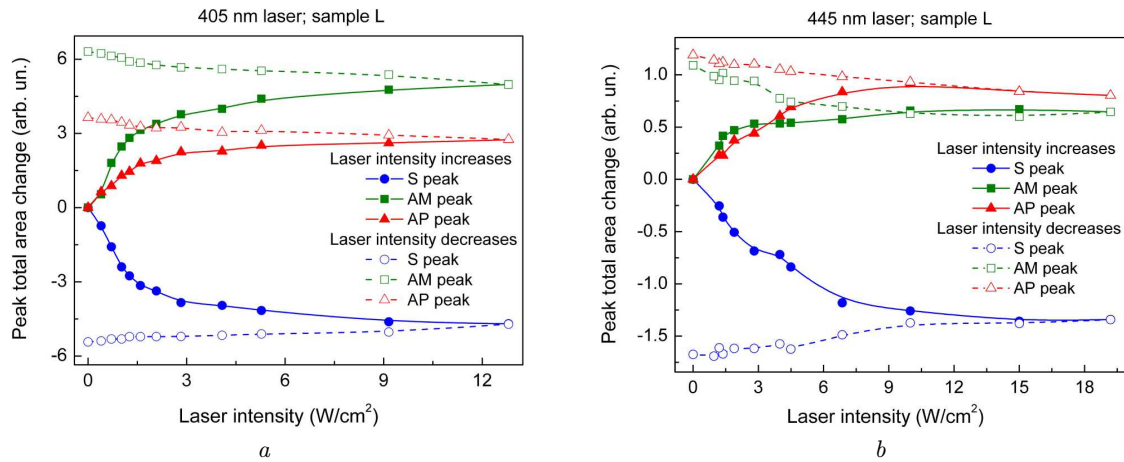 405 nm laser; sample L
Peak total area change (arb. un.)
6
3
0
-3
-6
Laser intensity increases
S peak
AM peak
AP peak
Laser intensity decreases
S peak
AM peak
AP peak
0 3 6 9 12
Laser intensity (W/cm²)
a
445 nm laser; sample L
Peak total area change (arb. un.)
1.0
0.5
0.0
-0.5
-1.0
-1.5
Laser intensity increases
S peak
AM peak
AP peak
Laser intensity decreases
S peak
AM peak
AP peak
0 3 6 9 12 15 18
Laser intensity (W/cm²)
b